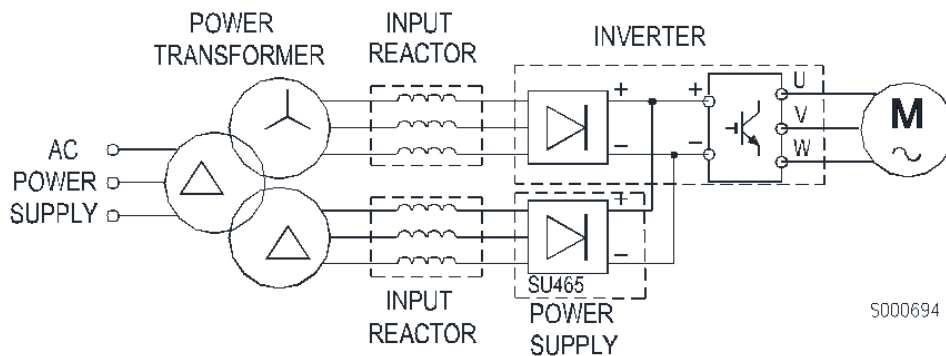 POWER
TRANSFORMER
INPUT
REACTOR
INVERTER
AC
POWER
SUPPLY
+
+
-
-
U
V
W
M
~
+
-
SU465
INPUT
REACTOR
POWER
SUPPLY
S000694